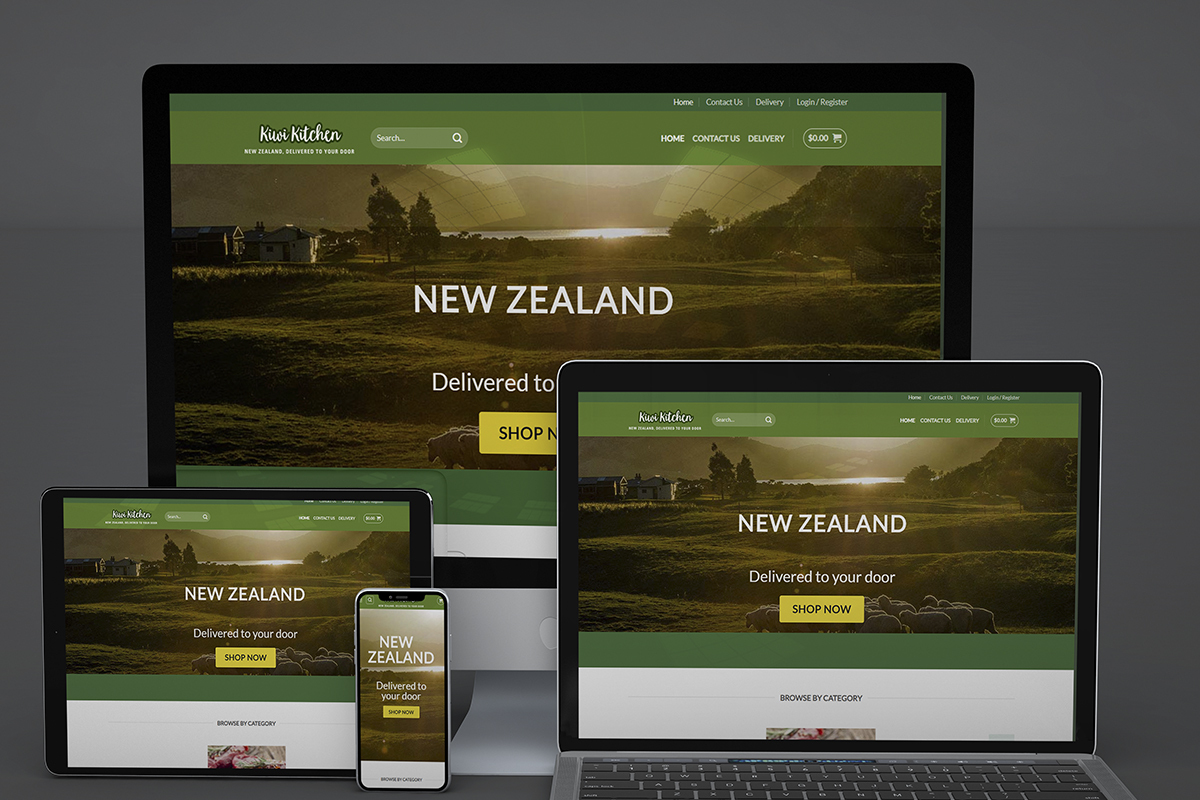 Home Contact Us Delivery Login / Register
Kiwi Kitchen
NEW ZEALAND, DELIVERED TO YOUR DOOR
Search...
HOME CONTACT US DELIVERY $0.00
NEW ZEALAND
Delivered to
SHOP N
Home Contact Us Delivery Login / Register
Kiwi Kitchen
NEW ZEALAND, DELIVERED TO YOUR DOOR
Search...
HOME CONTACT US DELIVERY $0.00
NEW ZEALAND
Delivered to your door
SHOP NOW
BROWSE BY CATEGORY
Kiwi Kitchen
NEW ZEALAND, DELIVERED TO YOUR DOOR
Search...
HOME CONTACT US DELIVERY $0.00
NEW ZEALAND
Delivered to your door
SHOP NOW
BROWSE BY CATEGORY
NEW
ZEALAND
Delivered to
your door
SHOP NOW
BROWSE BY CATEGORY